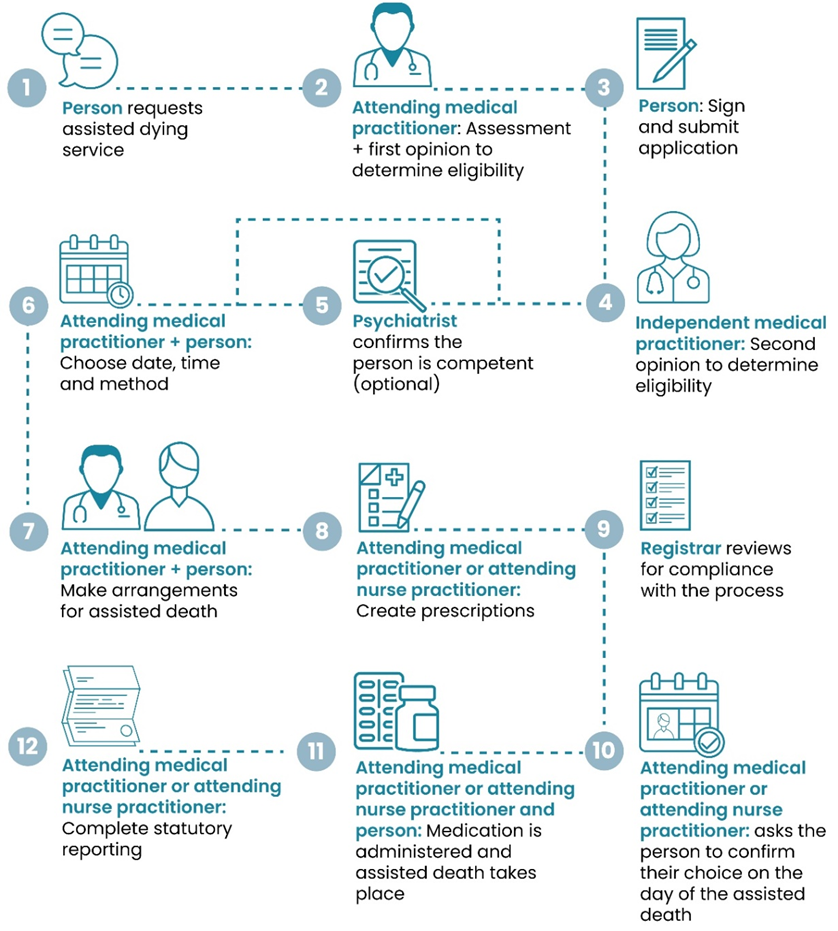 1
Person requests
assisted dying
service
2
Attending medical
practitioner: Assessment
+ first opinion to
determine eligibility
3
Person: Sign
and submit
application
6
Attending medical
practitioner + person:
Choose date, time
and method
5
Psychiatrist
confirms the
person is competent
(optional)
4
Independent medical
practitioner: Second
opinion to determine
eligibility
7
Attending medical
practitioner + person:
Make arrangements
for assisted death
8
Attending medical
practitioner or attending
nurse practitioner:
Create prescriptions
9
Registrar reviews
for compliance
with the process
12
Attending medical
practitioner or attending
nurse practitioner:
Complete statutory
reporting
11
Attending medical
practitioner or attending
nurse practitioner and
person: Medication is
administered and
assisted death takes
place
10
Attending medical
practitioner or
attending nurse
practitioner: asks the
person to confirm
their choice on the
day of the assisted
death